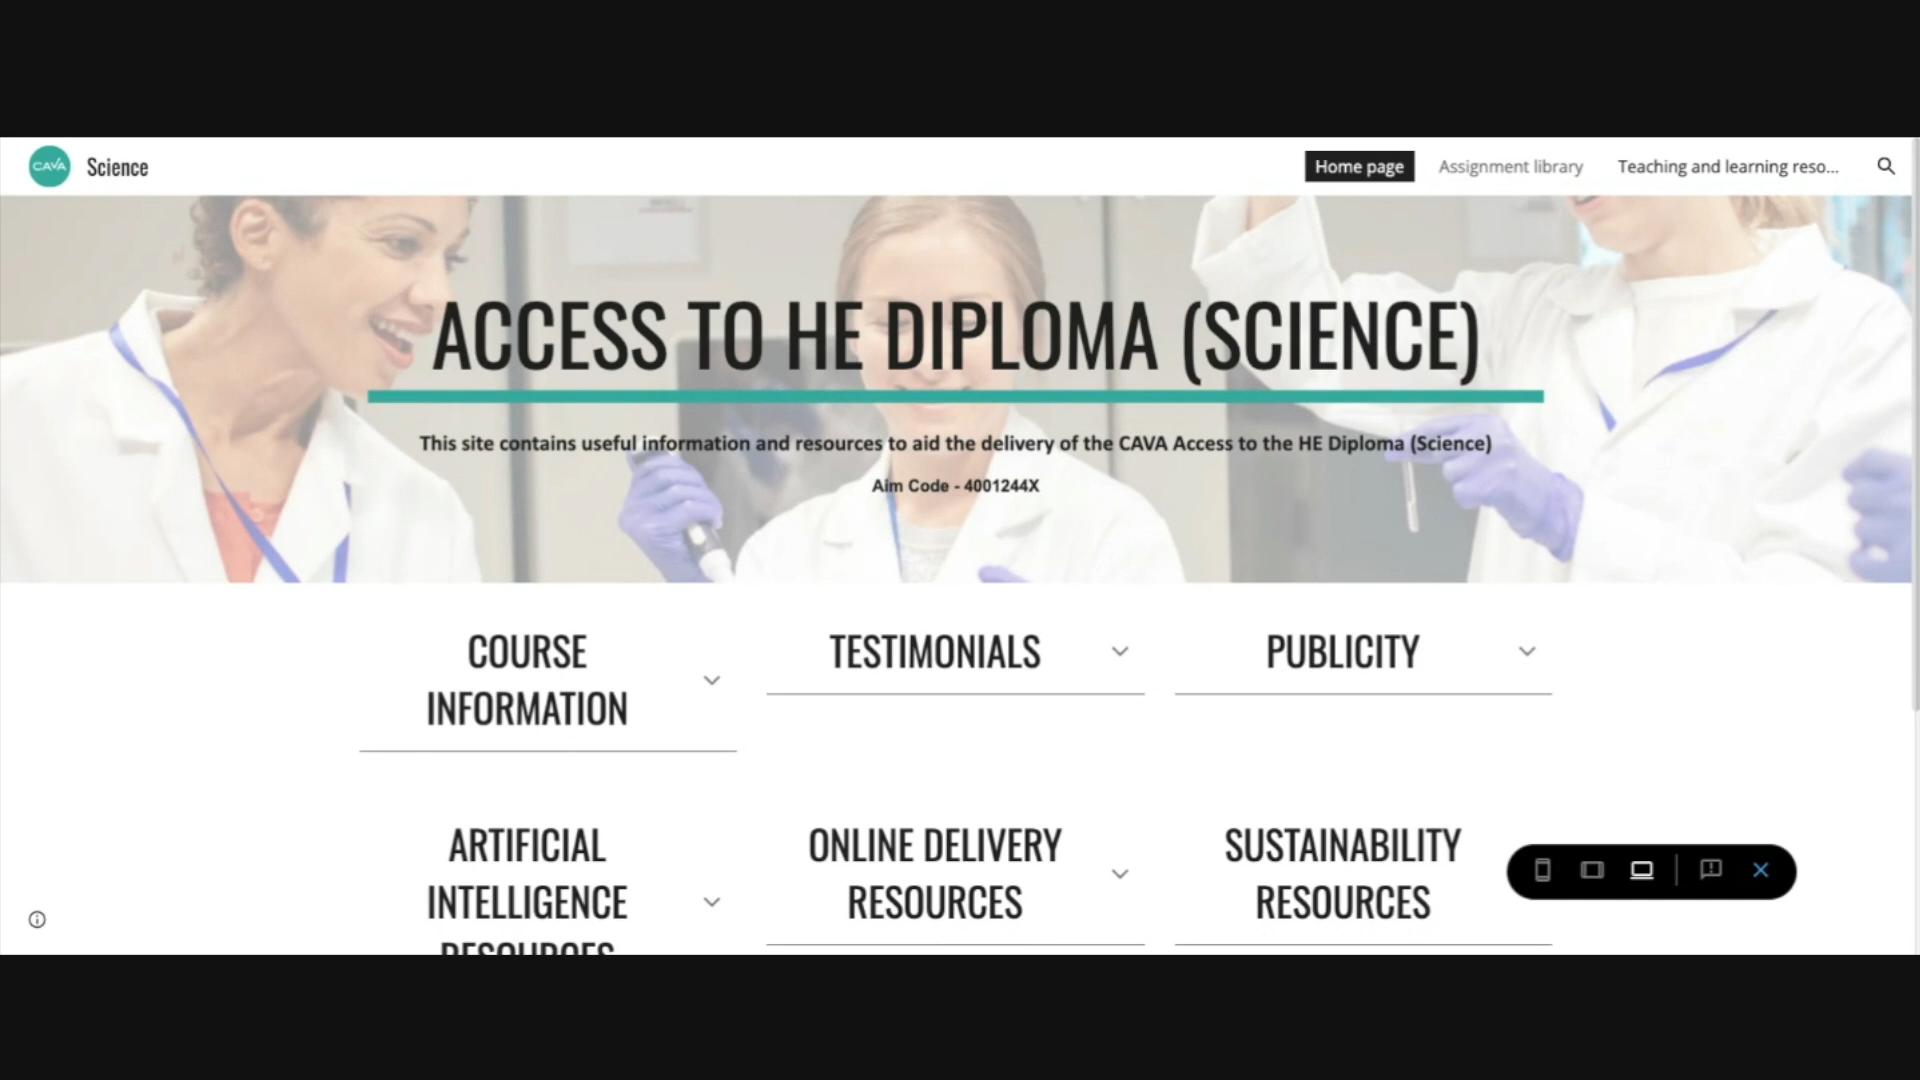 CAVA
Science
Home page
Assignment library
Teaching and learning reso...
ACCESS TO HE DIPLOMA (SCIENCE)
This site contains useful information and resources to aid the delivery of the CAVA Access to the HE Diploma (Science)
Aim Code - 4001244X
COURSE
INFORMATION
TESTIMONIALS
PUBLICITY
ARTIFICIAL
INTELLIGENCE
RESOURCES
ONLINE DELIVERY
RESOURCES
SUSTAINABILITY
RESOURCES